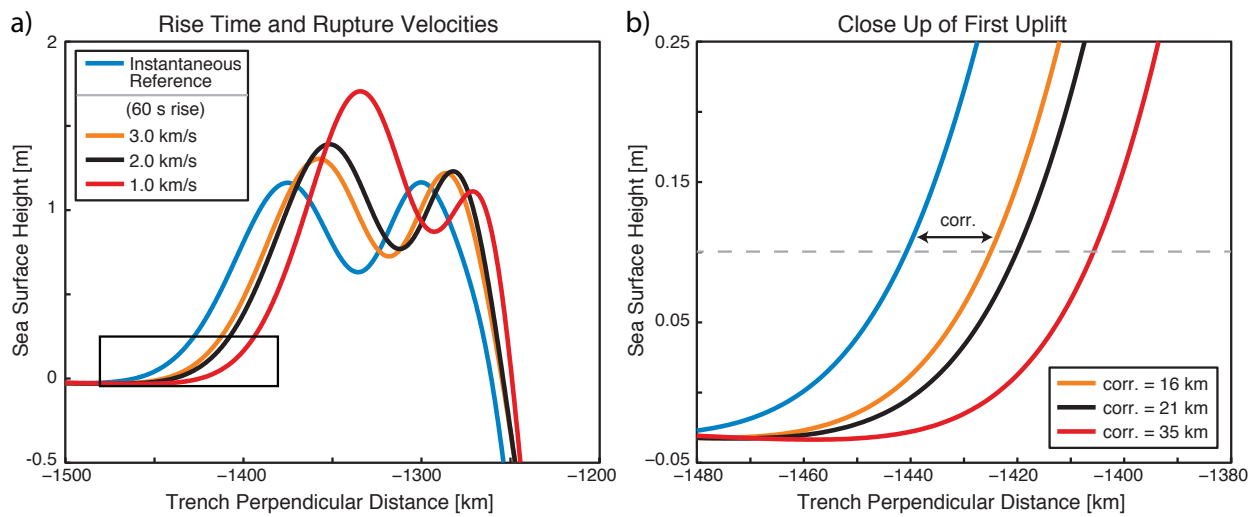 a)
Rise Time and Rupture Velocities
2
1
0
-0.5
Sea Surface Height [m]
Instantaneous
Reference
(60 s rise)
3.0 km/s
2.0 km/s
1.0 km/s
−1500
−1400
−1300
−1200
Trench Perpendicular Distance [km]
b)
Close Up of First Uplift
0.25
0.15
0.05
−0.05
Sea Surface Height [m]
corr.
corr. = 16 km
corr. = 21 km
corr. = 35 km
−1480
−1460
−1440
−1420
−1400
−1380
Trench Perpendicular Distance [km]